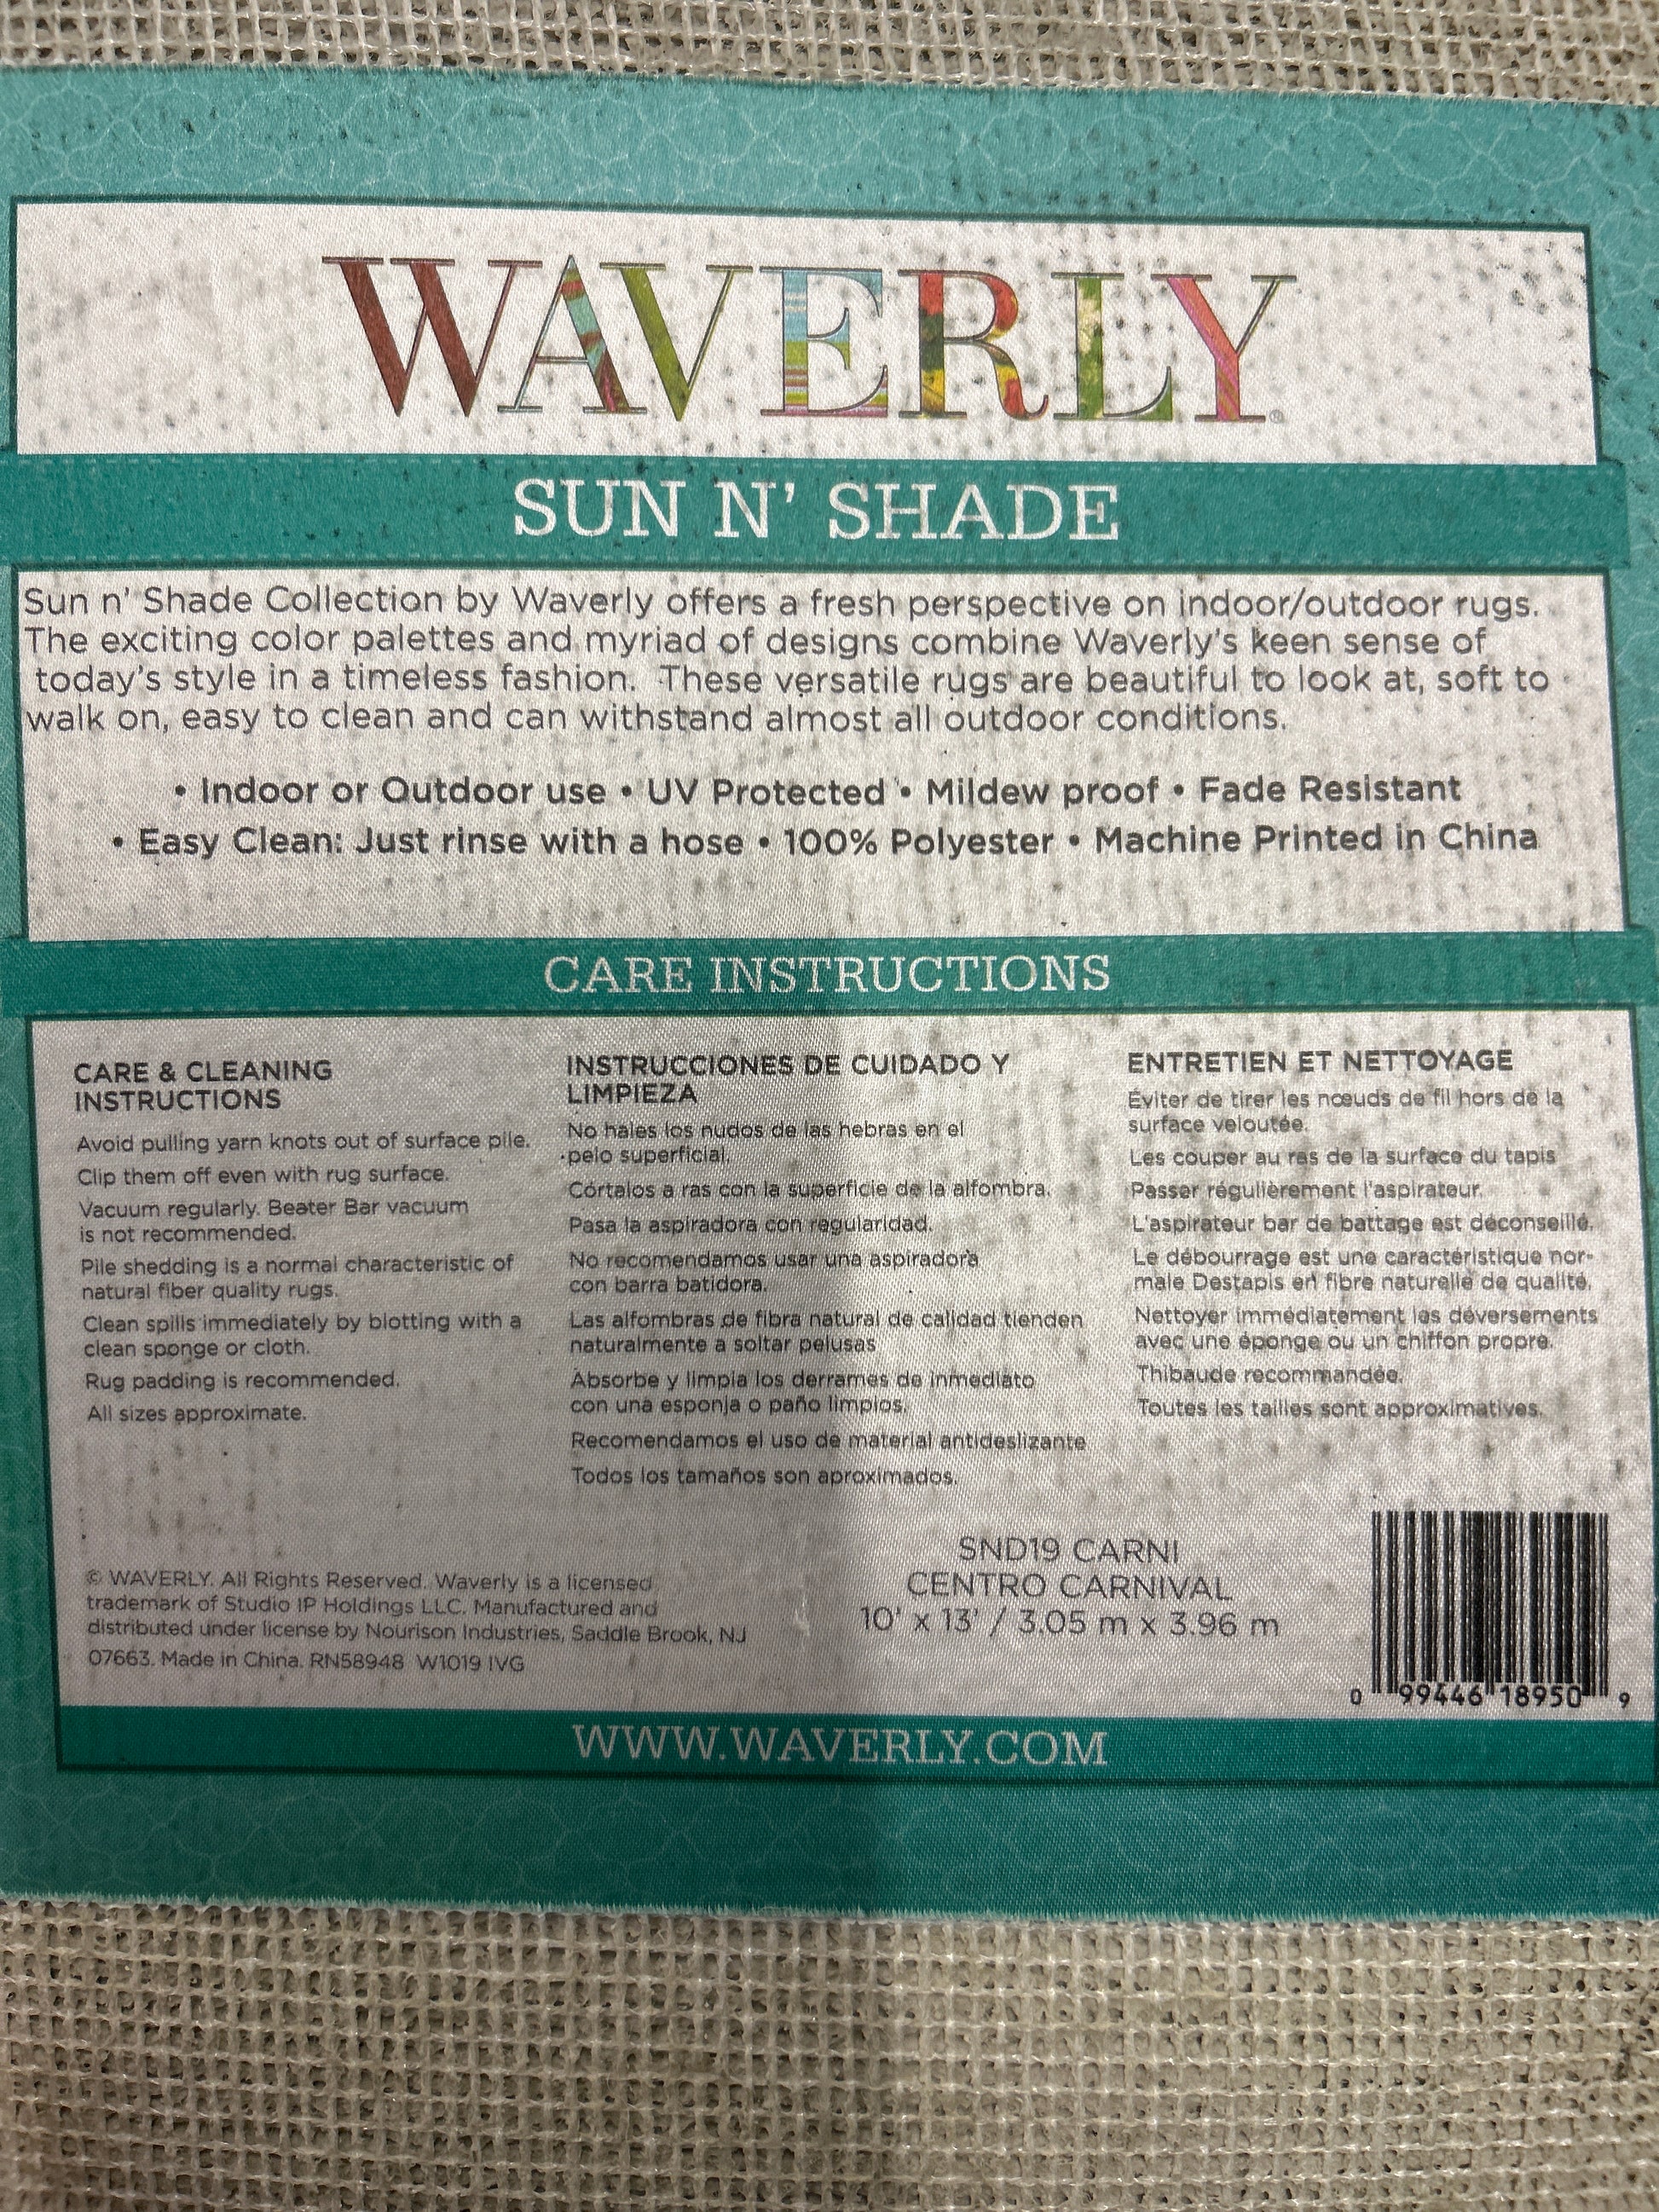 WAVERLY®
SUN N' SHADE
Sun n' Shade Collection by Waverly offers a fresh perspective on indoor/outdoor rugs.
The exciting color palettes and myriad of designs combine Waverly's keen sense of
today's style in a timeless fashion. These versatile rugs are beautiful to look at, soft to
walk on, easy to clean and can withstand almost all outdoor conditions.
• Indoor or Outdoor use • UV Protected • Mildew proof • Fade Resistant
• Easy Clean: Just rinse with a hose • 100% Polyester • Machine Printed in China
CARE INSTRUCTIONS
CARE & CLEANING
INSTRUCTIONS
Avoid pulling yarn knots out of surface pile.
Clip them off even with rug surface.
Vacuum regularly. Beater Bar vacuum
is not recommended.
Pile shedding is a normal characteristic of
natural fiber quality rugs.
Clean spills immediately by blotting with a
clean sponge or cloth.
Rug padding is recommended.
All sizes approximate.
INSTRUCCIONES DE CUIDADO Y
LIMPIEZA
No hales los nudos de las hebras en el
pelo superficial.
Córtalos a ras con la superficie de la alfombra.
Pasa la aspiradora con regularidad.
No recomendamos usar una aspiradora
con barra batidora.
Las alfombras de fibra natural de calidad tienden
naturalmente a soltar pelusas
Absorbe y limpia los derrames de inmediato
con una esponja o paño limpios.
Recomendamos el uso de material antideslizante
Todos los tamaños son aproximados.
ENTRETIEN ET NETTOYAGE
Éviter de tirer les nœuds de fil hors de la
surface veloutée.
Les couper au ras de la surface du tapis
Passer régulièrement l'aspirateur.
L'aspirateur bar de battage est déconseillé.
Le débourrage est une caractéristique nor-
male Destapis en fibre naturelle de qualité.
Nettoyer immédiatement les déversements
avec une éponge ou un chiffon propre.
Thibaude recommandée.
Toutes les tailles sont approximatives.
© WAVERLY. All Rights Reserved. Waverly is a licensed
trademark of Studio IP Holdings LLC. Manufactured and
distributed under license by Nourison Industries, Saddle Brook, NJ
07663. Made in China. RN58948 W1019 IVG
SND19 CARNI
CENTRO CARNIVAL
10' x 13' / 3.05 m x 3.96 m
0 99446 18950 9
WWW.WAVERLY.COM